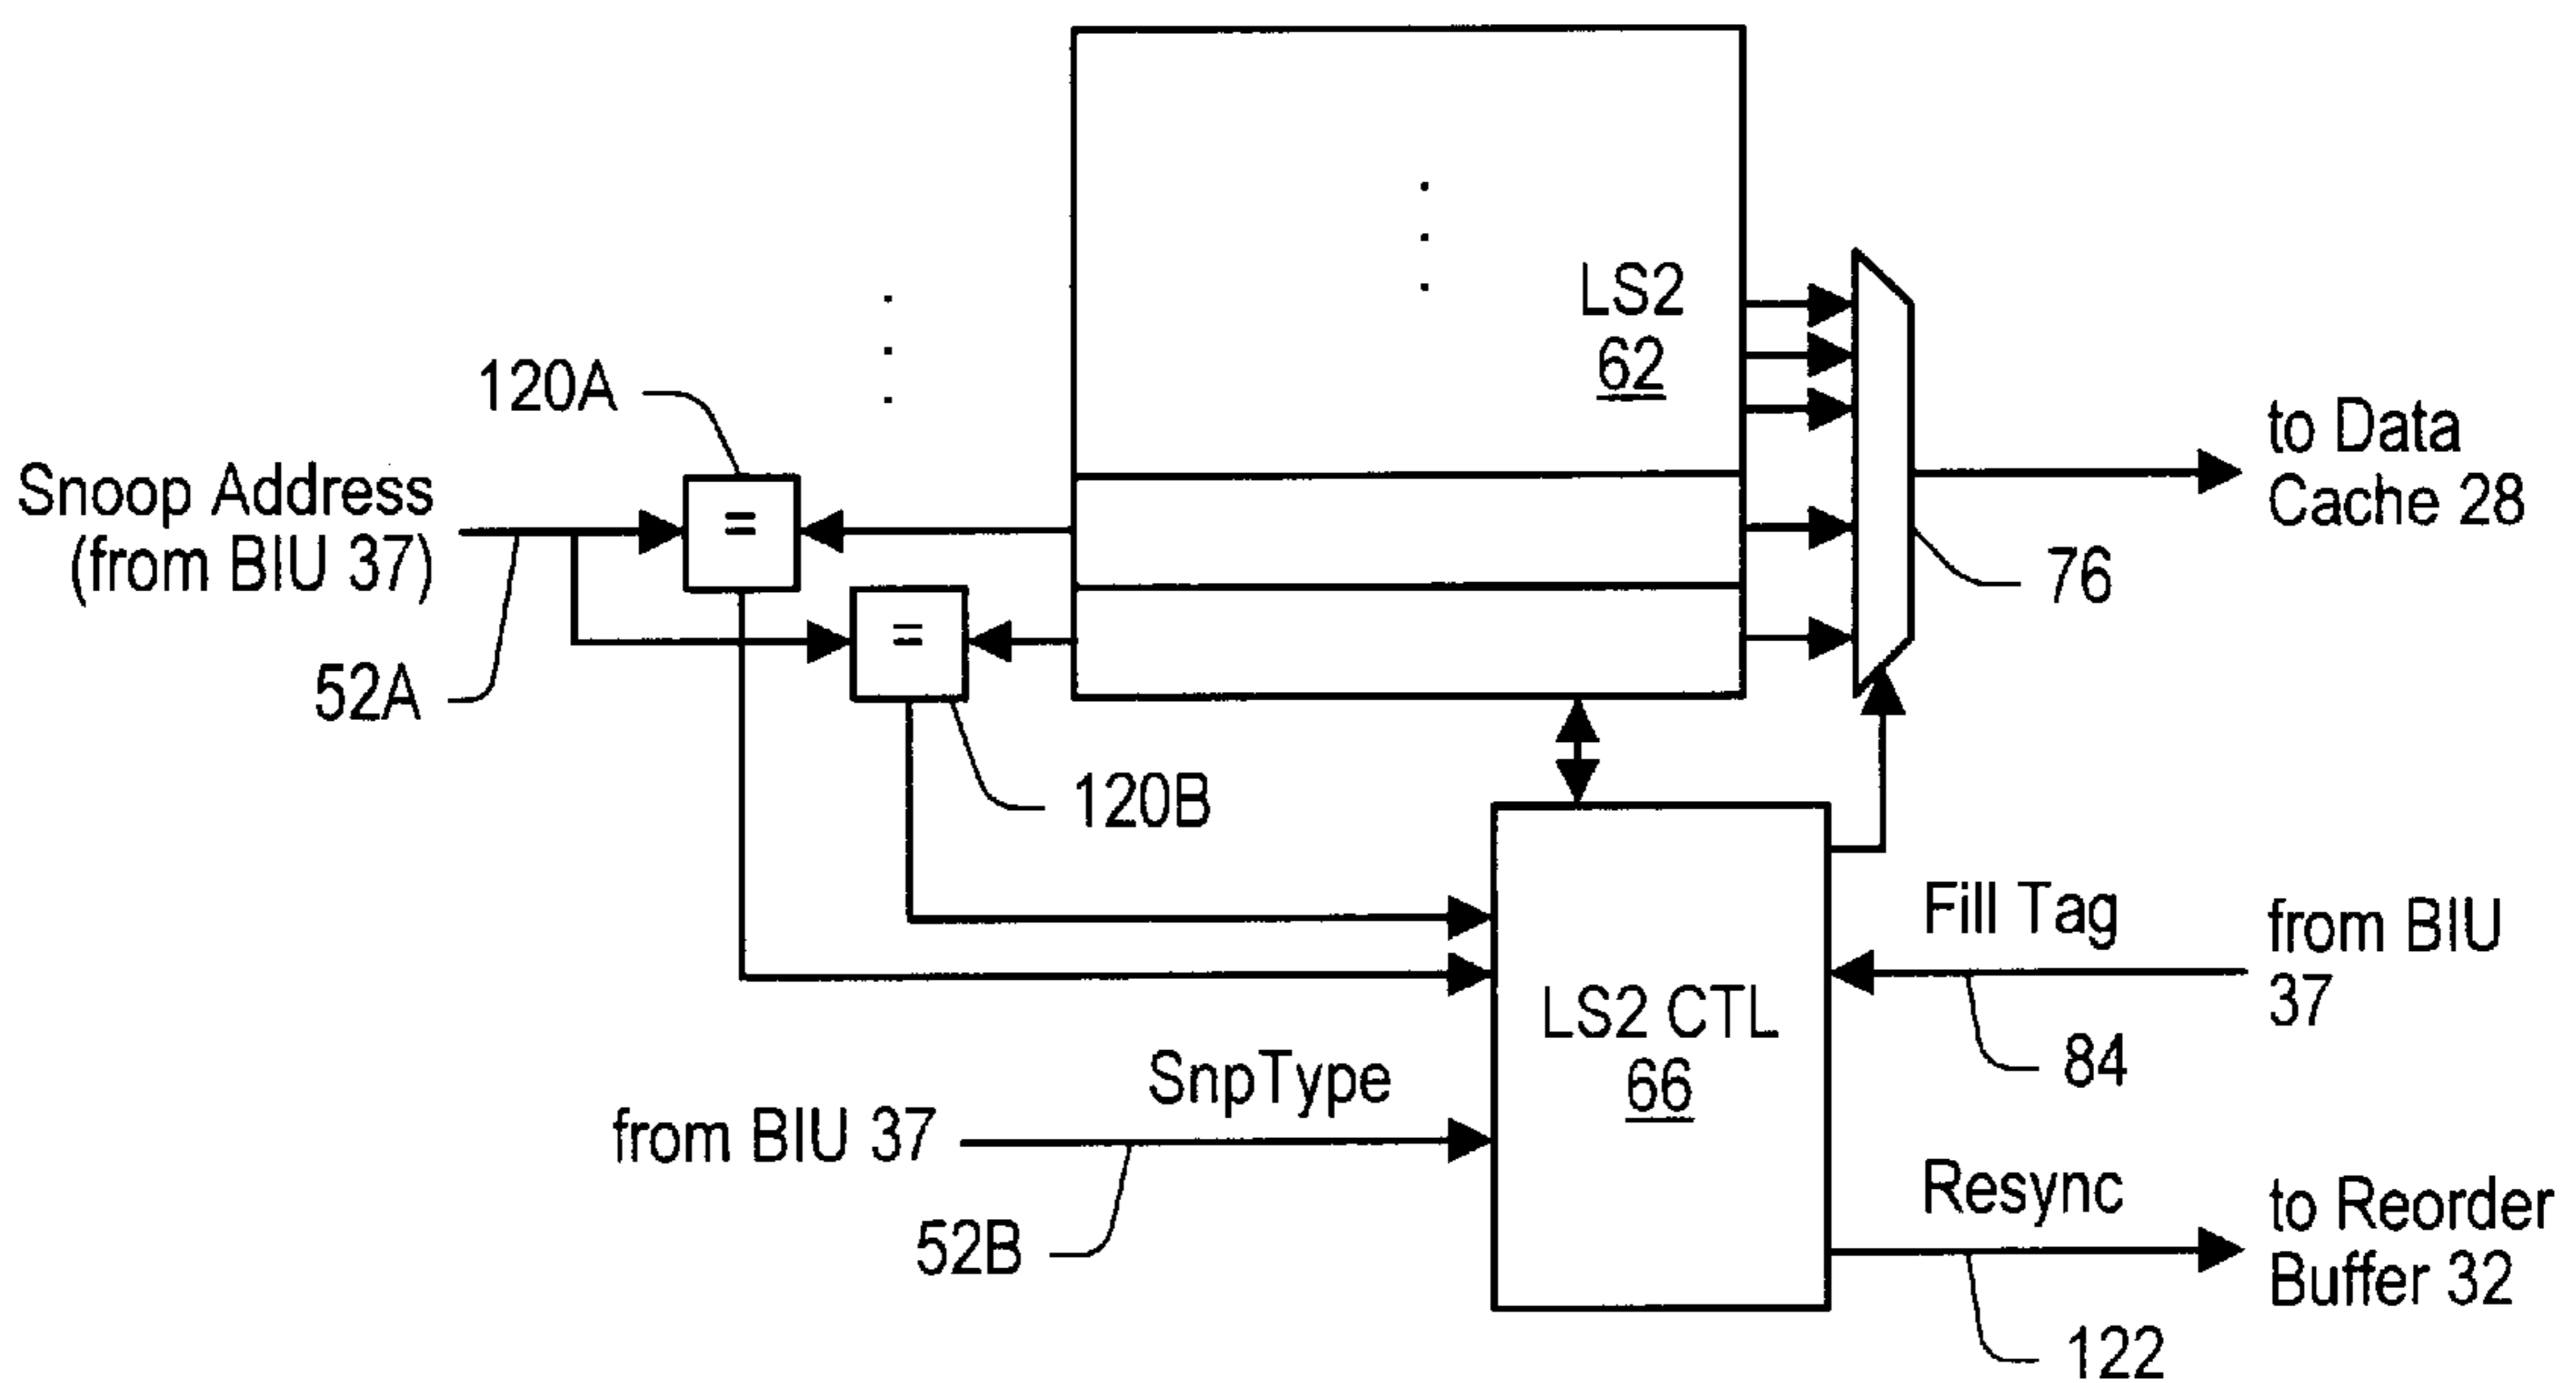 LS2
62
120A
to Data
Cache 28
Snoop Address
(from BIU 37)
=
76
=
52A
120B
Fill Tag
from BIU
37
LS2 CTL
66
84
SnpType
from BIU 37
Resync
to Reorder
Buffer 32
52B
122